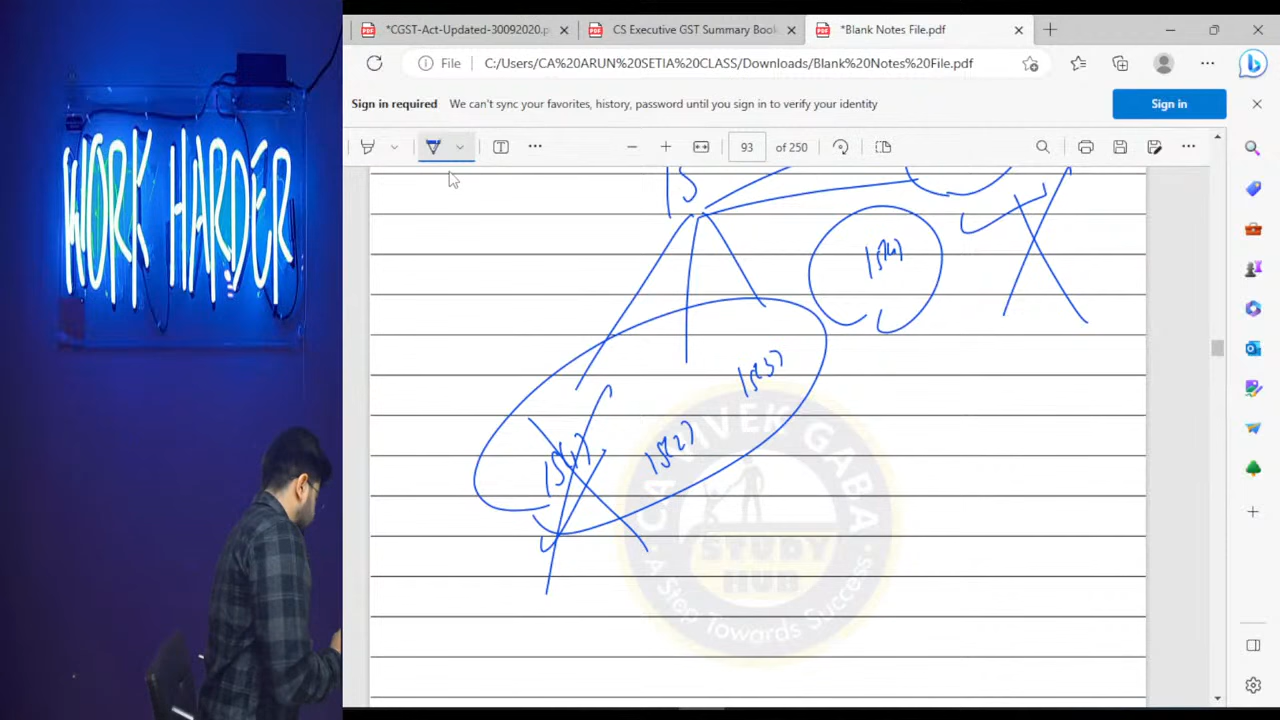 WORK HARDER
*CGST-Act-Updated-30092020.p
CS Executive GST Summary Book
*Blank Notes File.pdf
File C:/Users/CA%20ARUN%20SETIA%20CLASS/Downloads/Blank%20Notes%20File.pdf
Sign in required We can't sync your favorites, history, password until you sign in to verify your identity Sign in
93 of 250
15
15(4)
15(3)
15(2)
15(1)
CA VIVEK GABA
STUDY
HUB
A Step Towards Success